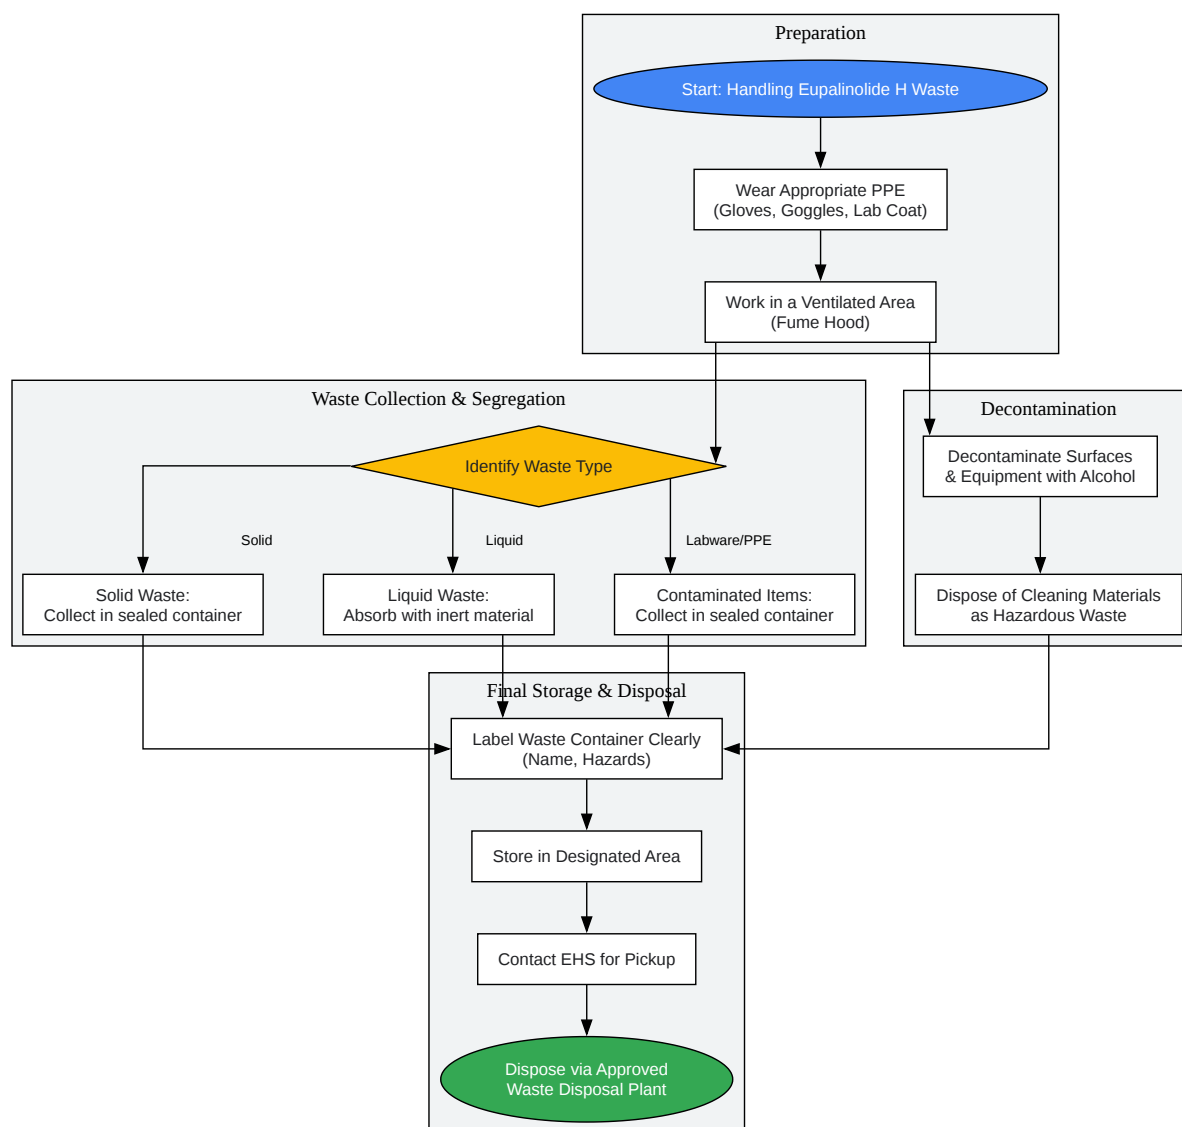 Preparation
Start: Handling Eupalinolide H Waste
Wear Appropriate PPE
(Gloves, Goggles, Lab Coat)
Work in a Ventilated Area
(Fume Hood)
Waste Collection & Segregation
Identify Waste Type
Solid
Liquid
Labware/PPE
Solid Waste:
Collect in sealed container
Liquid Waste:
Absorb with inert material
Contaminated Items:
Collect in sealed container
Decontamination
Decontaminate Surfaces
& Equipment with Alcohol
Dispose of Cleaning Materials
as Hazardous Waste
Final Storage & Disposal
Label Waste Container Clearly
(Name, Hazards)
Store in Designated Area
Contact EHS for Pickup
Dispose via Approved
Waste Disposal Plant